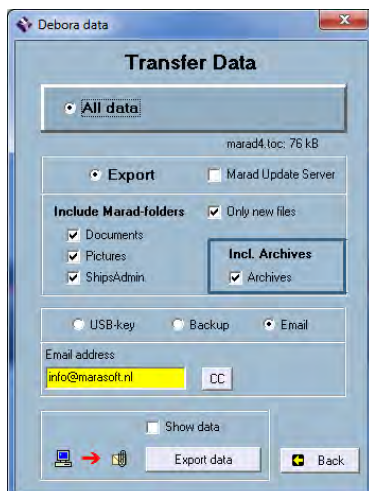 Debora data
Transfer Data
All data
marad4.toc: 76 kB
Export
Marad Update Server
Include Marad-folders
Only new files
Documents
Pictures
Incl. Archives
ShipsAdmin
Archives
USB-key
Backup
Email
Email address
info@marasoft.nl
CC
Show data
Export data
Back